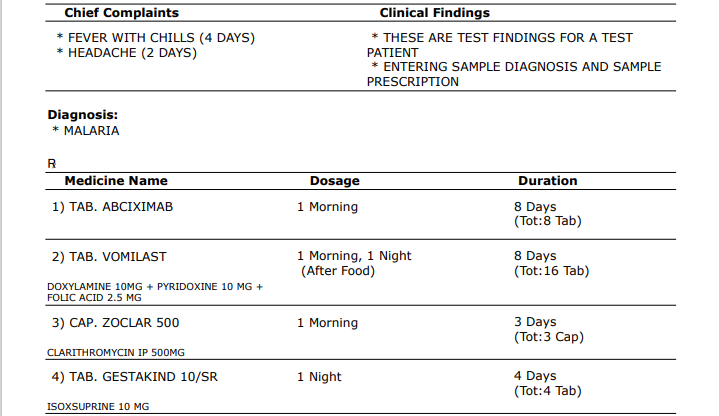 Chief Complaints Clinical Findings
* FEVER WITH CHILLS (4 DAYS) * THESE ARE TEST FINDINGS FOR A TEST
* HEADACHE (2 DAYS) PATIENT
* ENTERING SAMPLE DIAGNOSIS AND SAMPLE
PRESCRIPTION
Diagnosis:
* MALARIA
℞
Medicine Name Dosage Duration
1) TAB. ABCIXIMAB 1 Morning 8 Days
(Tot:8 Tab)
2) TAB. VOMILAST 1 Morning, 1 Night 8 Days
(After Food) (Tot:16 Tab)
DOXYLAMINE 10MG + PYRIDOXINE 10 MG +
FOLIC ACID 2.5 MG
3) CAP. ZOCLAR 500 1 Morning 3 Days
(Tot:3 Cap)
CLARITHROMYCIN IP 500MG
4) TAB. GESTAKIND 10/SR 1 Night 4 Days
(Tot:4 Tab)
ISOXSUPRINE 10 MG